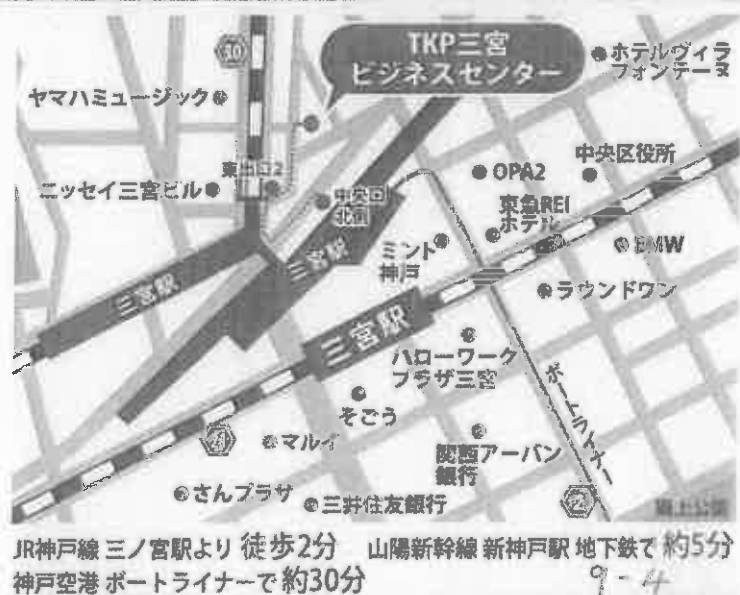 TKP三宮
ビジネスセンター
ホテルヴィラ
フォンテーヌ
30
ヤマハミュージック
東出口2
ニッセイ三宮ビル
中央口
北側
OPA2
中央区役所
東急REI
ホテル
ミント
神戸
BMW
ラウンドワン
三宮駅
三宮駅
三宮駅
ハローワーク
プラザ三宮
そごう
マルイ
関西アーバン
銀行
ポートライナー
さんプラザ
三井住友銀行
JR神戸線 三ノ宮駅より 徒歩2分 山陽新幹線 新神戸駅 地下鉄で 約5分
神戸空港 ポートライナーで 約30分
9-4